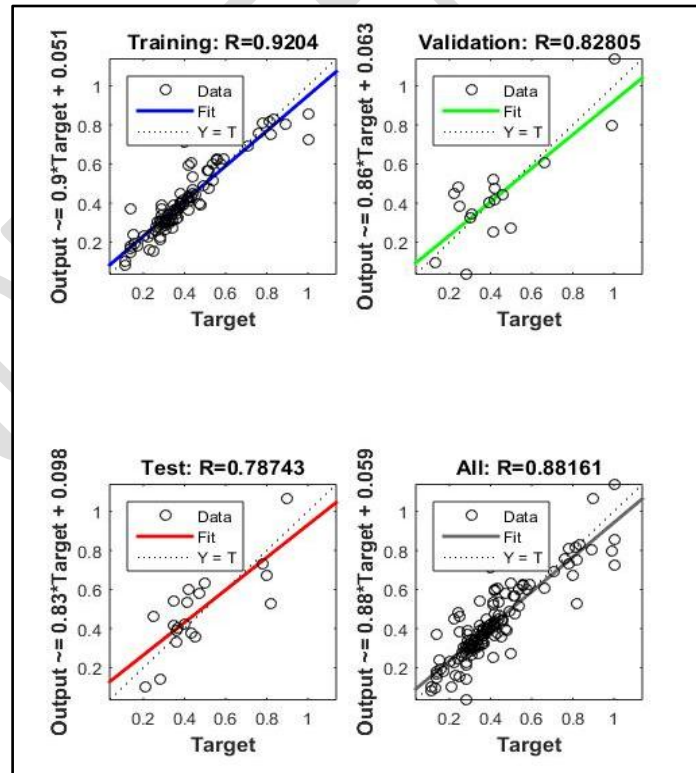 Training: R=0.9204
Output ~= 0.9*Target + 0.051
1
0.8
0.6
0.4
0.2
Data
Fit
Y = T
0.2 0.4 0.6 0.8 1
Target
Validation: R=0.82805
Output ~= 0.86*Target + 0.063
1
0.8
0.6
0.4
0.2
Data
Fit
Y = T
0.2 0.4 0.6 0.8 1
Target
Test: R=0.78743
Output ~= 0.83*Target + 0.098
1
0.8
0.6
0.4
0.2
Data
Fit
Y = T
0.2 0.4 0.6 0.8 1
Target
All: R=0.88161
Output ~= 0.88*Target + 0.059
1
0.8
0.6
0.4
0.2
Data
Fit
Y = T
0.2 0.4 0.6 0.8 1
Target